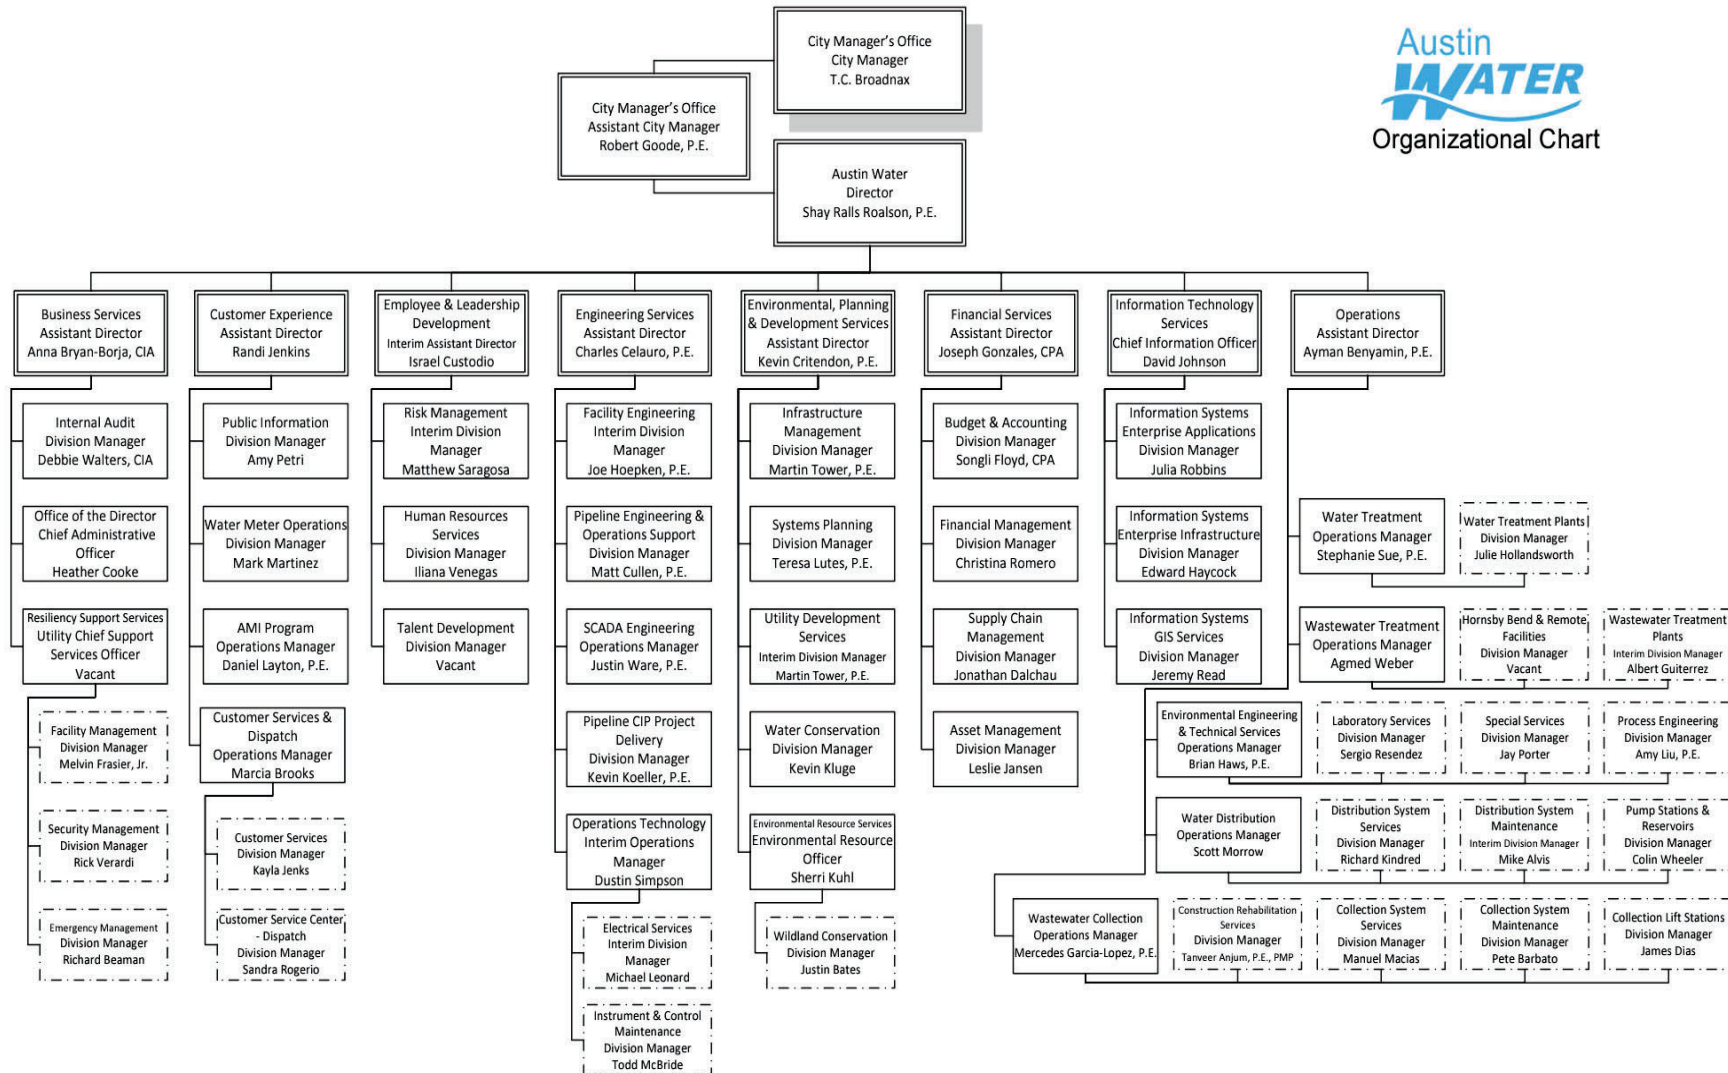 City Manager's Office
City Manager
T.C. Broadnax
Austin
WATER
Organizational Chart
City Manager's Office
Assistant City Manager
Robert Goode, P.E.
Austin Water
Director
Shay Ralls Roalson, P.E.
Business Services
Assistant Director
Anna Bryan-Borja, CIA
Customer Experience
Assistant Director
Randi Jenkins
Employee & Leadership
Development
Interim Assistant Director
Israel Custodio
Engineering Services
Assistant Director
Charles Celauro, P.E.
Environmental, Planning
& Development Services
Assistant Director
Kevin Critendon, P.E.
Financial Services
Assistant Director
Joseph Gonzales, CPA
Information Technology
Services
Chief Information Officer
David Johnson
Operations
Assistant Director
Ayman Benyamin, P.E.
Internal Audit
Division Manager
Debbie Walters, CIA
Public Information
Division Manager
Amy Petri
Risk Management
Interim Division
Manager
Matthew Saragosa
Facility Engineering
Interim Division
Manager
Joe Hoepken, P.E.
Infrastructure
Management
Division Manager
Martin Tower, P.E.
Budget & Accounting
Division Manager
Songli Floyd, CPA
Information Systems
Enterprise Applications
Division Manager
Julia Robbins
Office of the Director
Chief Administrative
Officer
Heather Cooke
Water Meter Operations
Division Manager
Mark Martinez
Human Resources
Services
Division Manager
Iliana Venegas
Pipeline Engineering &
Operations Support
Division Manager
Matt Cullen, P.E.
Systems Planning
Division Manager
Teresa Lutes, P.E.
Financial Management
Division Manager
Christina Romero
Information Systems
Enterprise Infrastructure
Division Manager
Edward Haycock
Water Treatment
Operations Manager
Stephanie Sue, P.E.
Water Treatment Plants
Division Manager
Julie Hollandsworth
Resiliency Support Services
Utility Chief Support
Services Officer
Vacant
AMI Program
Operations Manager
Daniel Layton, P.E.
Talent Development
Division Manager
Vacant
SCADA Engineering
Operations Manager
Justin Ware, P.E.
Utility Development
Services
Interim Division Manager
Martin Tower, P.E.
Supply Chain
Management
Division Manager
Jonathan Dalchau
Information Systems
GIS Services
Division Manager
Jeremy Read
Wastewater Treatment
Operations Manager
Agmed Weber
Hornsby Bend & Remote
Facilities
Division Manager
Vacant
Wastewater Treatment
Plants
Interim Division Manager
Albert Guiterrez
Facility Management
Division Manager
Melvin Frasier, Jr.
Customer Services &
Dispatch
Operations Manager
Marcia Brooks
Pipeline CIP Project
Delivery
Division Manager
Kevin Koeller, P.E.
Water Conservation
Division Manager
Kevin Kluge
Asset Management
Division Manager
Leslie Jansen
Environmental Engineering
& Technical Services
Operations Manager
Brian Haws, P.E.
Laboratory Services
Division Manager
Sergio Resendez
Special Services
Division Manager
Jay Porter
Process Engineering
Division Manager
Amy Liu, P.E.
Security Management
Division Manager
Rick Verardi
Customer Services
Division Manager
Kayla Jenks
Operations Technology
Interim Operations
Manager
Dustin Simpson
Environmental Resource Services
Environmental Resource
Officer
Sherri Kuhl
Water Distribution
Operations Manager
Scott Morrow
Distribution System
Services
Division Manager
Richard Kindred
Distribution System
Maintenance
Interim Division Manager
Mike Alvis
Pump Stations &
Reservoirs
Division Manager
Colin Wheeler
Emergency Management
Division Manager
Richard Beaman
Customer Service Center
- Dispatch
Division Manager
Sandra Rogerio
Electrical Services
Interim Division
Manager
Michael Leonard
Wildland Conservation
Division Manager
Justin Bates
Wastewater Collection
Operations Manager
Mercedes Garcia-Lopez, P.E.
Construction Rehabilitation
Services
Division Manager
Tanveer Anjum, P.E., PMP
Collection System
Services
Division Manager
Manuel Macias
Collection System
Maintenance
Division Manager
Pete Barbato
Collection Lift Stations
Division Manager
James Dias
Instrument & Control
Maintenance
Division Manager
Todd McBride